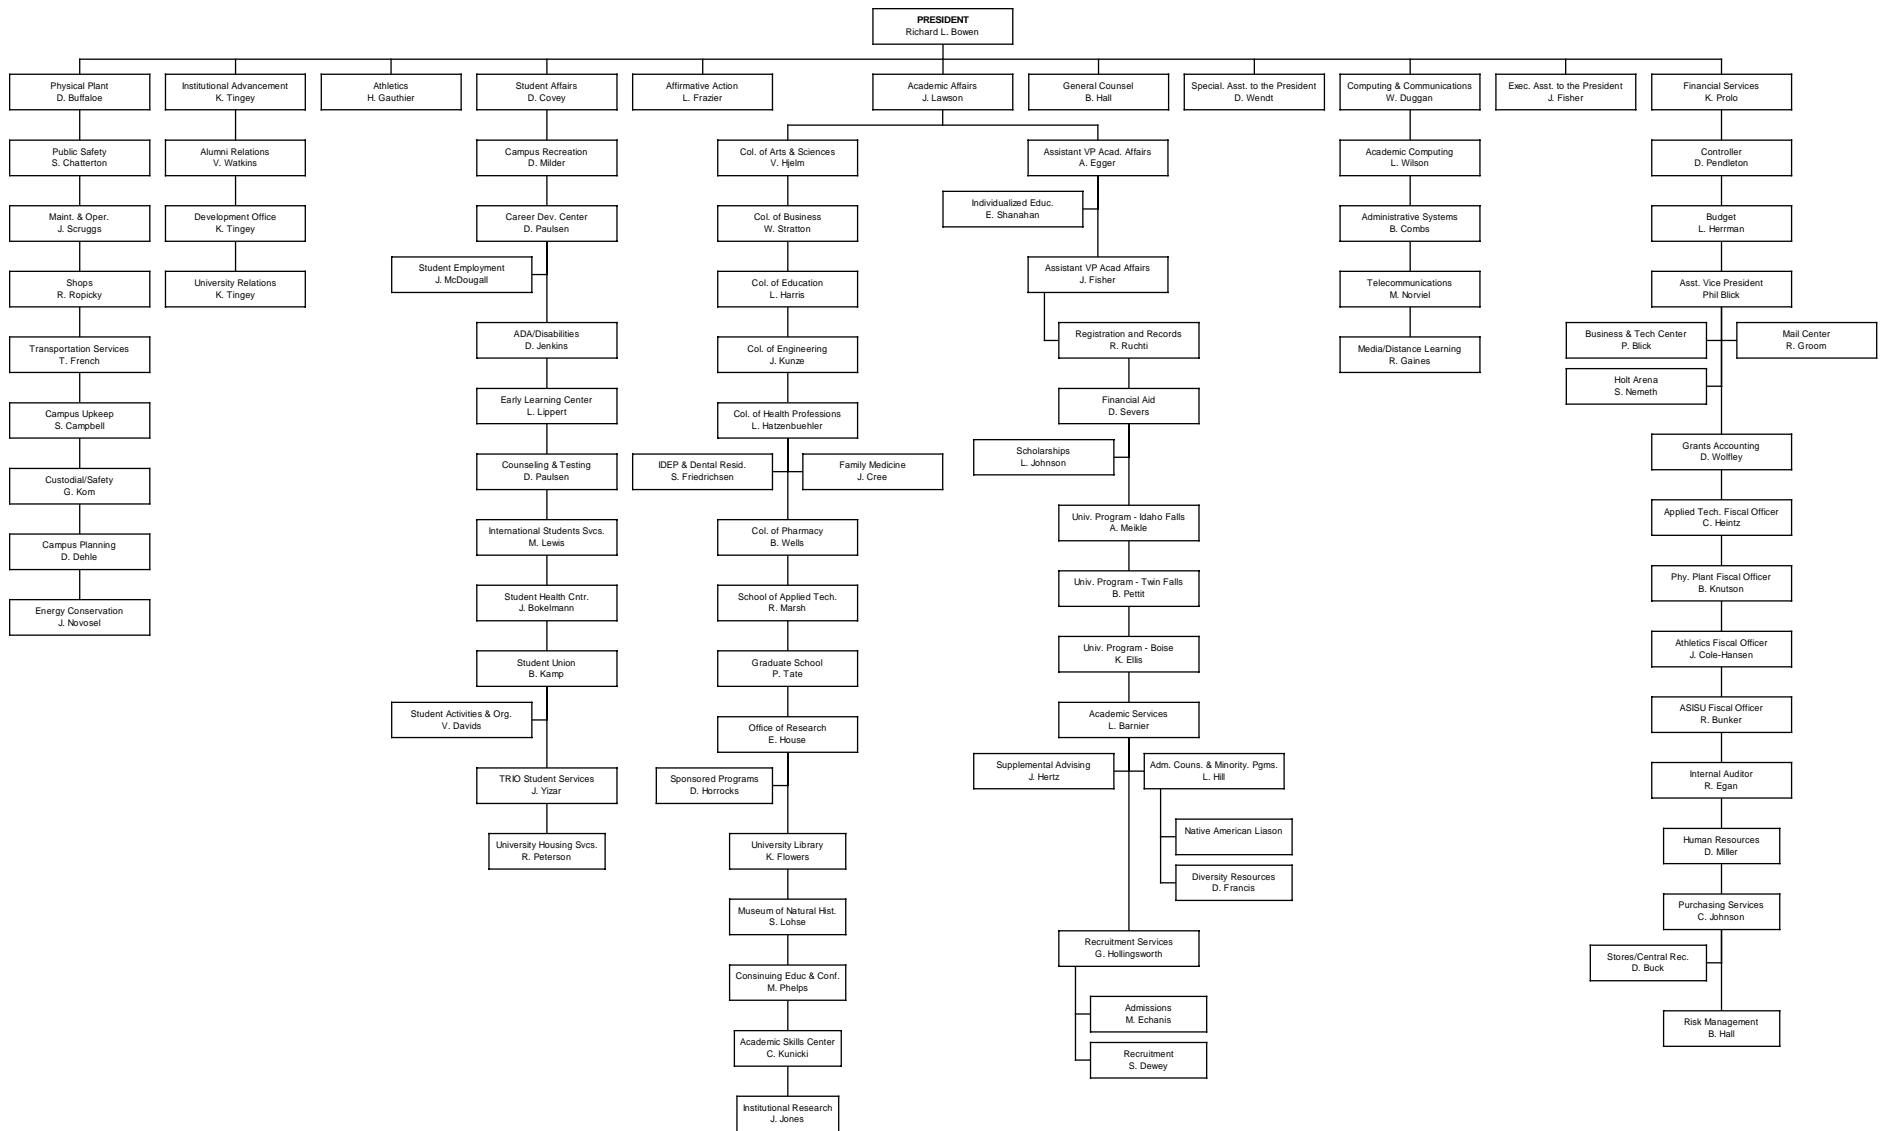 PRESIDENT
Richard L. Bowen
Physical Plant
D. Buffaloe
Institutional Advancement
K. Tingey
Athletics
H. Gauthier
Student Affairs
D. Covey
Affirmative Action
L. Frazier
Academic Affairs
J. Lawson
General Counsel
B. Hall
Special. Asst. to the President
D. Wendt
Computing & Communications
W. Duggan
Exec. Asst. to the President
J. Fisher
Financial Services
K. Prolo
Public Safety
S. Chatterton
Maint. & Oper.
J. Scruggs
Shops
R. Ropicky
Transportation Services
T. French
Campus Upkeep
S. Campbell
Custodial/Safety
G. Korn
Campus Planning
D. Dehle
Energy Conservation
J. Novosel
Alumni Relations
V. Watkins
Development Office
K. Tingey
University Relations
K. Tingey
Campus Recreation
D. Milder
Career Dev. Center
D. Paulsen
Student Employment
J. McDougall
ADA/Disabilities
D. Jenkins
Early Learning Center
L. Lippert
Counseling & Testing
D. Paulsen
International Students Svcs.
M. Lewis
Student Health Cntr.
J. Bokelmann
Student Union
B. Kamp
Student Activities & Org.
V. Davids
TRIO Student Services
J. Yizar
University Housing Svcs.
R. Peterson
Col. of Arts & Sciences
V. Hjelm
Col. of Business
W. Stratton
Col. of Education
L. Harris
Col. of Engineering
J. Kunze
Col. of Health Professions
L. Hatzenbuehler
IDEP & Dental Resid.
S. Friedrichsen
Family Medicine
J. Cree
Col. of Pharmacy
B. Wells
School of Applied Tech.
R. Marsh
Graduate School
P. Tate
Office of Research
E. House
Sponsored Programs
D. Horrocks
University Library
K. Flowers
Museum of Natural Hist.
S. Lohse
Consinuing Educ & Conf.
M. Phelps
Academic Skills Center
C. Kunicki
Institutional Research
J. Jones
Assistant VP Acad. Affairs
A. Egger
Individualized Educ.
E. Shanahan
Assistant VP Acad Affairs
J. Fisher
Registration and Records
R. Ruchti
Financial Aid
D. Severs
Scholarships
L. Johnson
Univ. Program - Idaho Falls
A. Meikle
Univ. Program - Twin Falls
B. Pettit
Univ. Program - Boise
K. Ellis
Academic Services
L. Barnier
Supplemental Advising
J. Hertz
Adm. Couns. & Minority. Pgms.
L. Hill
Native American Liason
Diversity Resources
D. Francis
Recruitment Services
G. Hollingsworth
Admissions
M. Echanis
Recruitment
S. Dewey
Academic Computing
L. Wilson
Administrative Systems
B. Combs
Telecommunications
M. Norviel
Media/Distance Learning
R. Gaines
Controller
D. Pendleton
Budget
L. Herrman
Asst. Vice President
Phil Blick
Business & Tech Center
P. Blick
Mail Center
R. Groom
Holt Arena
S. Nemeth
Grants Accounting
D. Wolfley
Applied Tech. Fiscal Officer
C. Heintz
Phy. Plant Fiscal Officer
B. Knutson
Athletics Fiscal Officer
J. Cole-Hansen
ASISU Fiscal Officer
R. Bunker
Internal Auditor
R. Egan
Human Resources
D. Miller
Purchasing Services
C. Johnson
Stores/Central Rec.
D. Buck
Risk Management
B. Hall